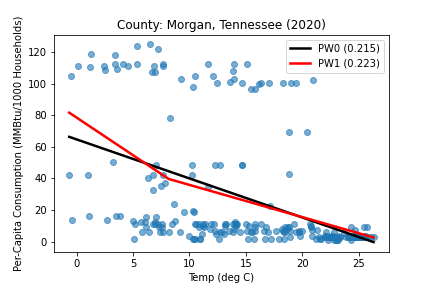 County: Morgan, Tennessee (2020)
Per-Capita Consumption (MMBtu/1000 Households)
120
100
80
60
40
20
0
PW0 (0.215)
PW1 (0.223)
0 5 10 15 20 25
Temp (deg C)